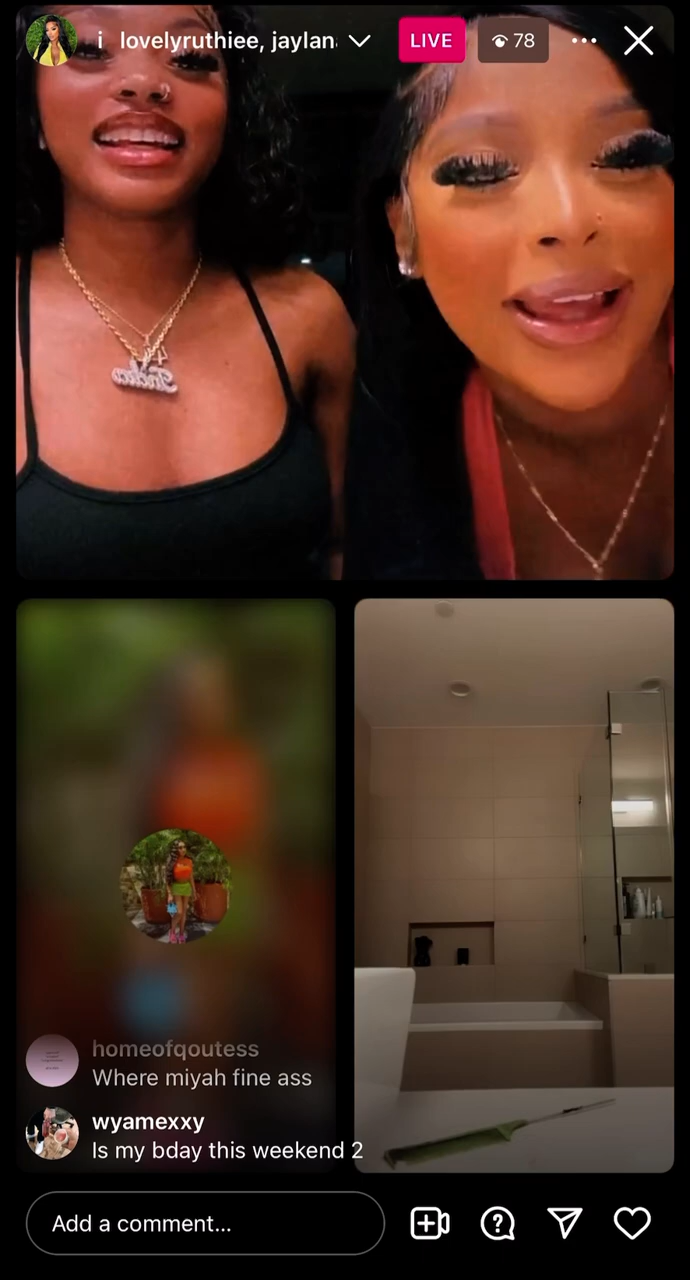 i lovelyruthiee, jaylan
LIVE
78
homeofqoutess
Where miyah fine ass
wyamexxy
Is my bday this weekend 2
Add a comment...